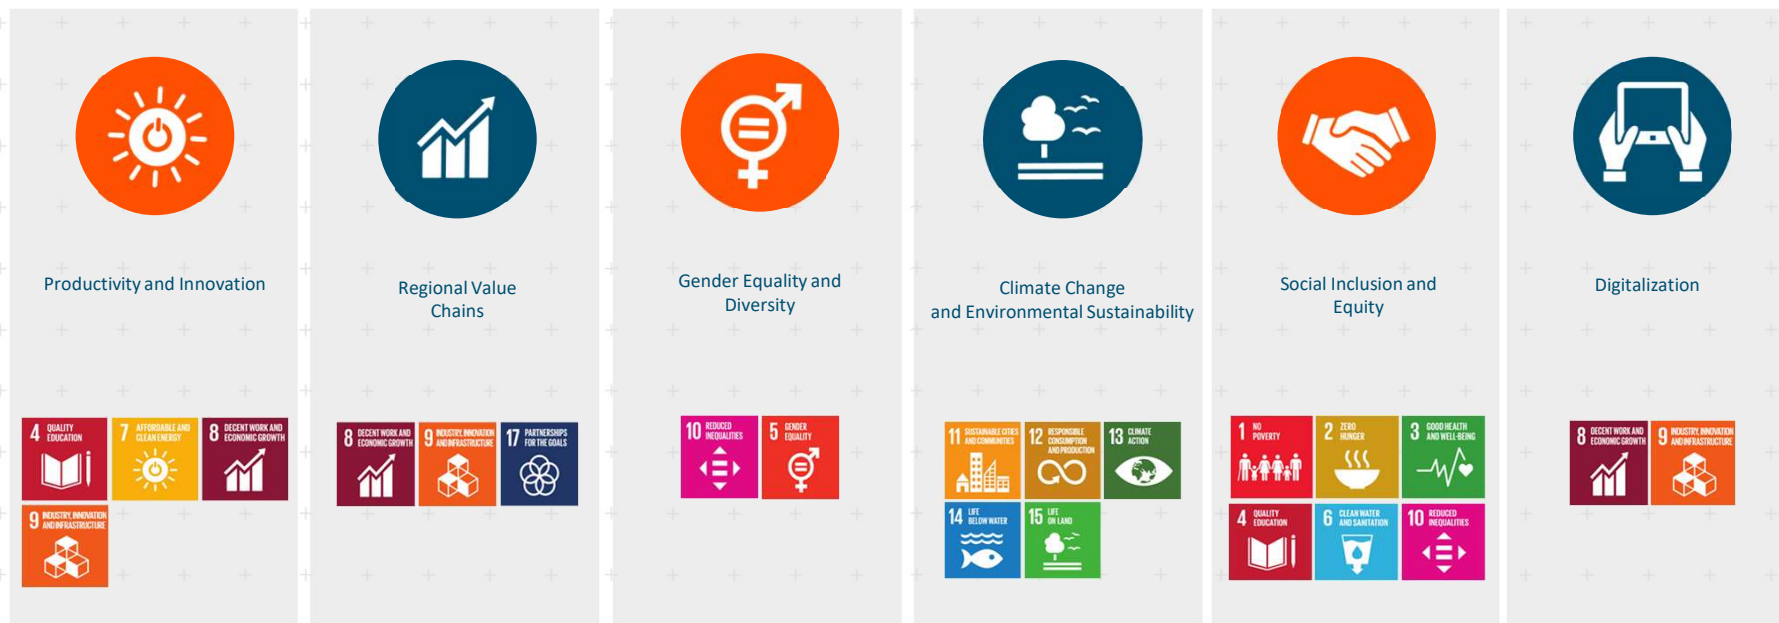 Productivity and Innovation
4 QUALITY
EDUCATION
7 AFFORDABLE AND
CLEAN ENERGY
8 DECENT WORK AND
ECONOMIC GROWTH
9 INDUSTRY, INNOVATION
AND INFRASTRUCTURE
Regional Value
Chains
8 DECENT WORK AND
ECONOMIC GROWTH
9 INDUSTRY, INNOVATION
AND INFRASTRUCTURE
17 PARTNERSHIPS
FOR THE GOALS
Gender Equality and
Diversity
10 REDUCED
INEQUALITIES
5 GENDER
EQUALITY
Climate Change
and Environmental Sustainability
11 SUSTAINABLE CITIES
AND COMMUNITIES
12 RESPONSIBLE
CONSUMPTION
AND PRODUCTION
13 CLIMATE
ACTION
14 LIFE
BELOW WATER
15 LIFE
ON LAND
Social Inclusion and
Equity
1 NO
POVERTY
2 ZERO
HUNGER
3 GOOD HEALTH
AND WELL-BEING
4 QUALITY
EDUCATION
6 CLEAN WATER
AND SANITATION
10 REDUCED
INEQUALITIES
Digitalization
8 DECENT WORK AND
ECONOMIC GROWTH
9 INDUSTRY, INNOVATION
AND INFRASTRUCTURE